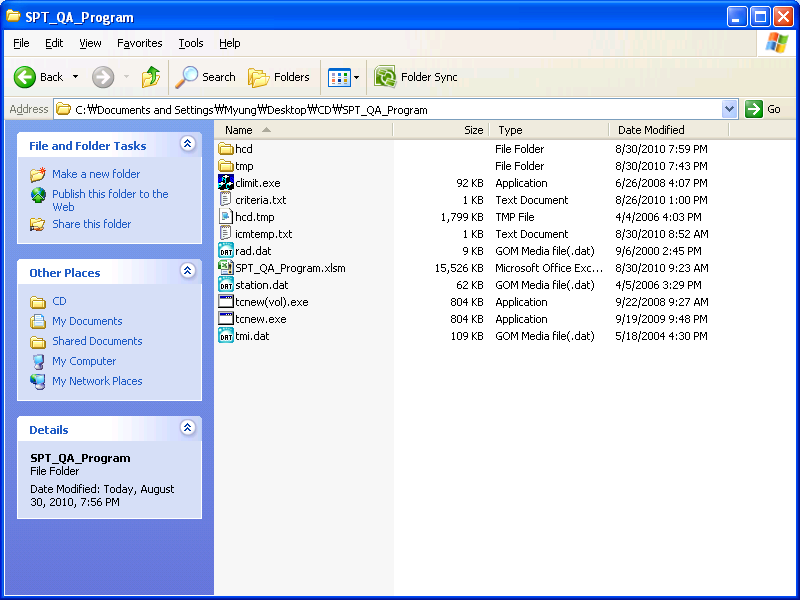 SPT_QA_Program
File Edit View Favorites Tools Help
Back Search Folders Folder Sync
Address C:₩Documents and Settings₩Myung₩Desktop₩CD₩SPT_QA_Program Go
File and Folder Tasks
Make a new folder
Publish this folder to the
Web
Share this folder
Other Places
CD
My Documents
Shared Documents
My Computer
My Network Places
Details
SPT_QA_Program
File Folder
Date Modified: Today, August
30, 2010, 7:56 PM
Name Size Type Date Modified
hcd File Folder 8/30/2010 7:59 PM
tmp File Folder 8/30/2010 7:43 PM
climit.exe 92 KB Application 6/26/2008 4:07 PM
criteria.txt 1 KB Text Document 8/26/2010 1:00 PM
hcd.tmp 1,799 KB TMP File 4/4/2006 4:03 PM
icmtemp.txt 1 KB Text Document 8/30/2010 8:52 AM
DAT rad.dat 9 KB GOM Media file(.dat) 9/6/2000 2:45 PM
SPT_QA_Program.xlsm 15,526 KB Microsoft Office Exc... 8/30/2010 9:23 AM
DAT station.dat 62 KB GOM Media file(.dat) 4/5/2006 3:29 PM
tcnew(vol).exe 804 KB Application 9/22/2008 9:27 AM
tcnew.exe 804 KB Application 9/19/2009 9:48 PM
DAT tmi.dat 109 KB GOM Media file(.dat) 5/18/2004 4:30 PM